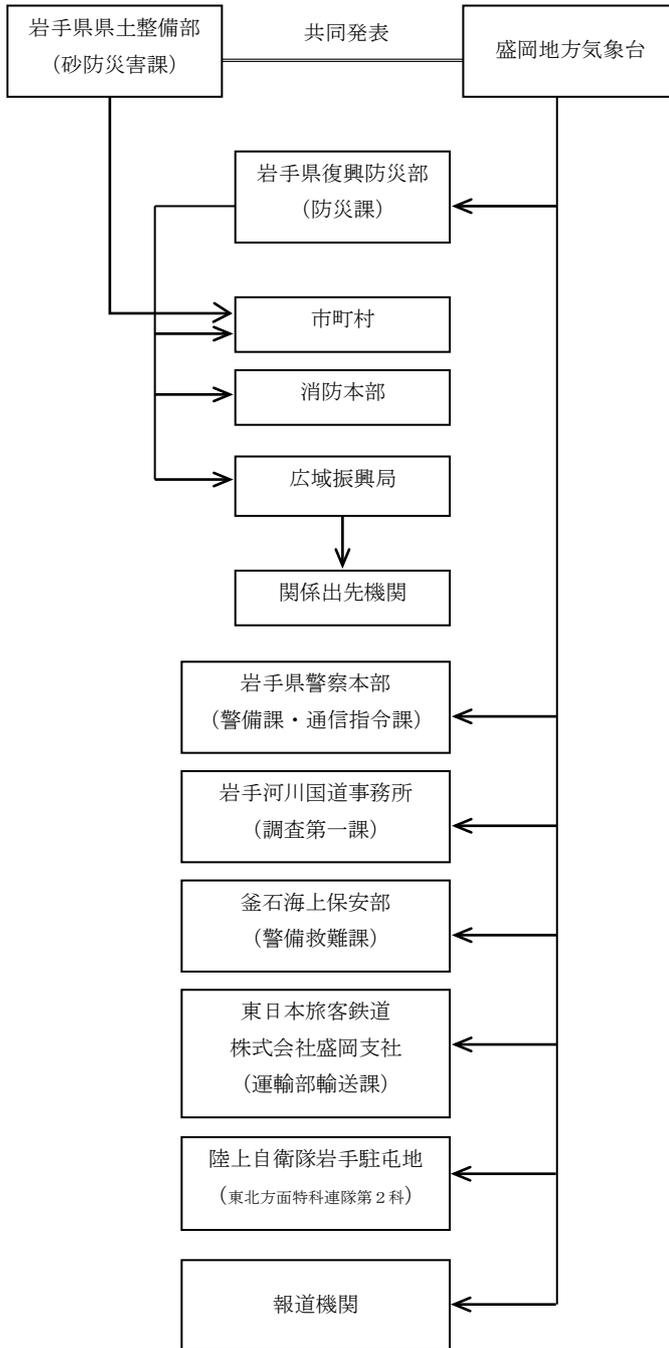 岩手県県土整備部
（砂防災害課）
共同発表
盛岡地方気象台
岩手県復興防災部
（防災課）
市町村
消防本部
広域振興局
関係出先機関
岩手県警察本部
（警備課・通信指令課）
岩手河川国道事務所
（調査第一課）
釜石海上保安部
（警備救難課）
東日本旅客鉄道
株式会社盛岡支社
（運輸部輸送課）
陸上自衛隊岩手駐屯地
（東北方面特科連隊第２科）
報道機関